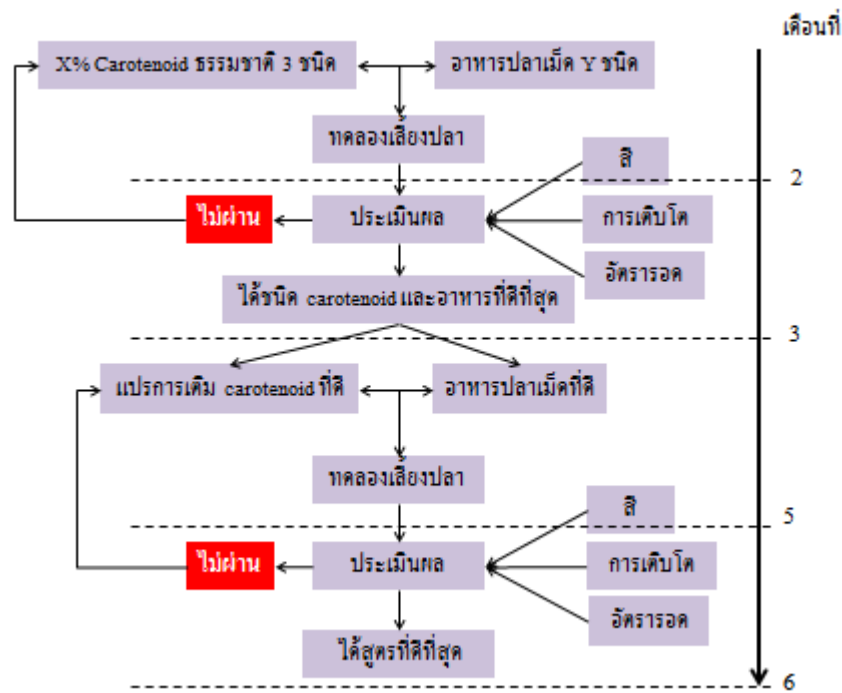 เดือนที่
X% Carotenoid ธรรมชาติ 3 ชนิด
อาหารปลาเม็ด Y ชนิด
ทดลองเลี้ยงปลา
สี
2
ไม่ผ่าน
ประเมินผล
การเติบโต
อัตรารอด
ได้ชนิด carotenoid และอาหารที่ดีที่สุด
3
แปรการเติม carotenoid ที่ดี
อาหารปลาเม็ดที่ดี
ทดลองเลี้ยงปลา
สี
5
ไม่ผ่าน
ประเมินผล
การเติบโต
อัตรารอด
ได้สูตรที่ดีที่สุด
6